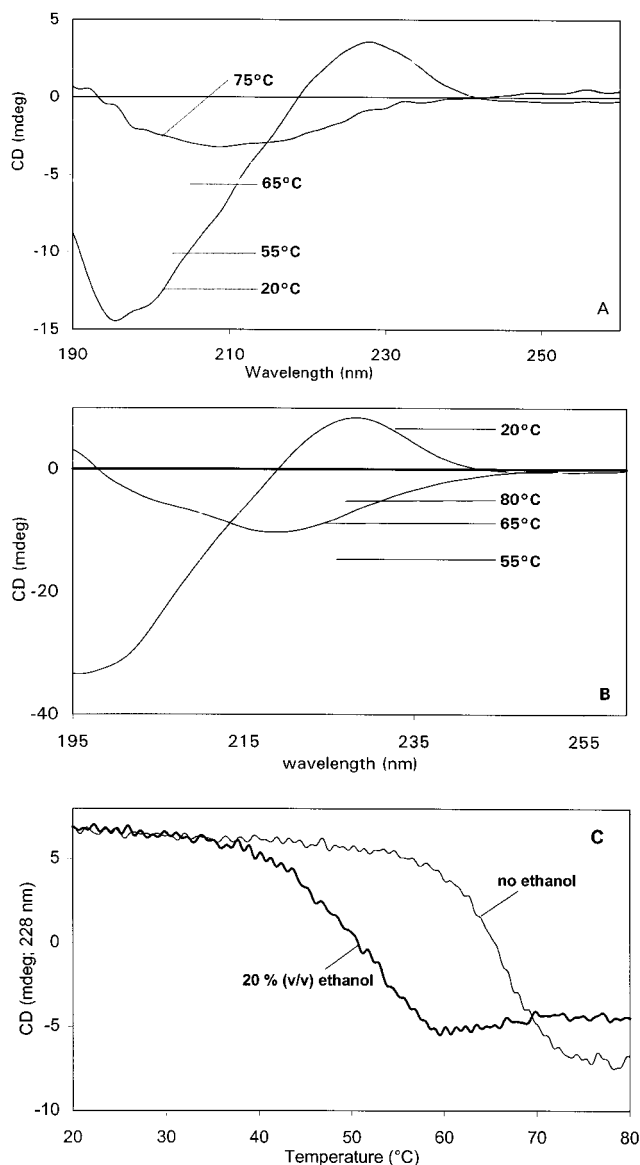 5
0
-5
-10
-15
CD (mdeg)
75°C
65°C
55°C
20°C
A
190
210
230
250
Wavelength (nm)
0
-20
-40
CD (mdeg)
20°C
80°C
65°C
55°C
B
195
215
235
255
wavelength (nm)
5
0
-5
-10
CD (mdeg; 228 nm)
C
no ethanol
20 % (v/v) ethanol
20
30
40
50
60
70
80
Temperature (°C)